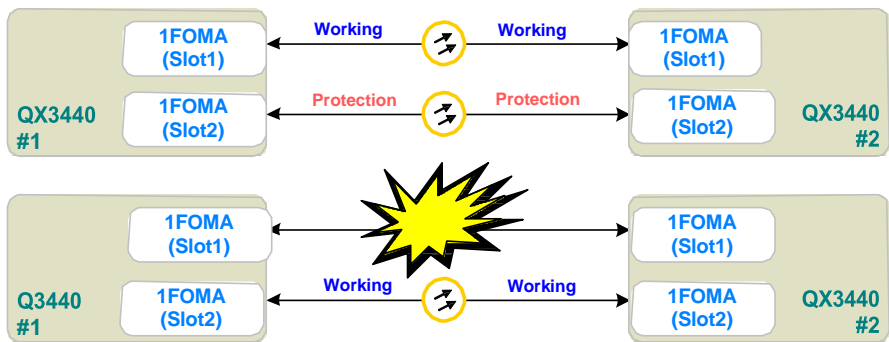 1FOMA
(Slot1)
Working
Working
1FOMA
(Slot1)
QX3440
#1
1FOMA
(Slot2)
Protection
Protection
1FOMA
(Slot2)
QX3440
#2
1FOMA
(Slot1)
1FOMA
(Slot1)
Q3440
#1
1FOMA
(Slot2)
Working
Working
1FOMA
(Slot2)
QX3440
#2